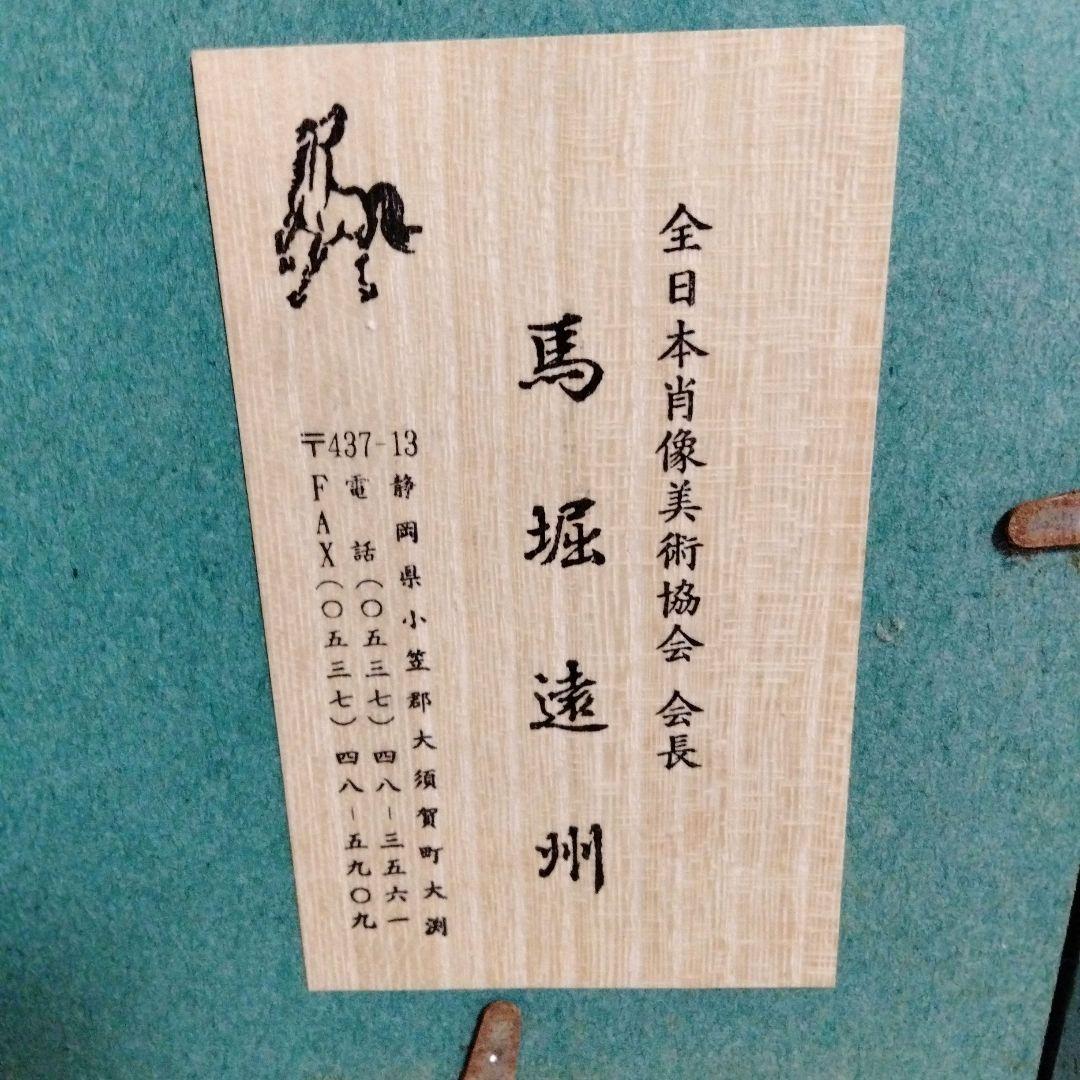 全日本肖像美術協会 会長
馬堀遠州
〒437-13
静岡県小笠郡大須賀町大渕
電話(〇五三七)四八-三五六一
FAX(〇五三七)四八-五九〇九